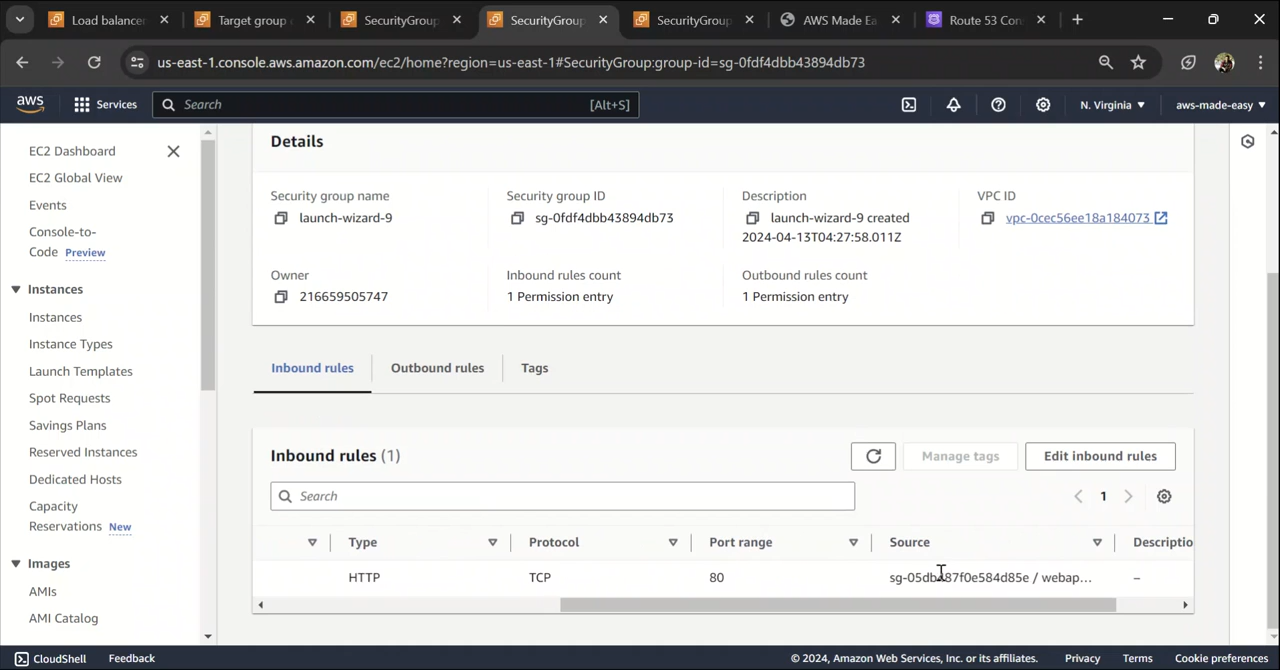 Load balancer
Target group
SecurityGroup
SecurityGroup
SecurityGroup
AWS Made Ea
Route 53 Con
us-east-1.console.aws.amazon.com/ec2/home?region=us-east-1#SecurityGroup:group-id=sg-0fdf4dbb43894db73
aws
Services
Search
[Alt+S]
N. Virginia
aws-made-easy
EC2 Dashboard
EC2 Global View
Events
Console-to-
Code Preview
Instances
Instances
Instance Types
Launch Templates
Spot Requests
Savings Plans
Reserved Instances
Dedicated Hosts
Capacity
Reservations New
Images
AMIs
AMI Catalog
Details
Security group name
launch-wizard-9
Security group ID
sg-0fdf4dbb43894db73
Description
launch-wizard-9 created
2024-04-13T04:27:58.011Z
VPC ID
vpc-0cec56ee18a184073
Owner
216659505747
Inbound rules count
1 Permission entry
Outbound rules count
1 Permission entry
Inbound rules
Outbound rules
Tags
Inbound rules (1)
Manage tags
Edit inbound rules
Search
1
Type
Protocol
Port range
Source
Descriptio
HTTP
TCP
80
/ webap...
–
CloudShell
Feedback
© 2024, Amazon Web Services, Inc. or its affiliates.
Privacy
Terms
Cookie preferences